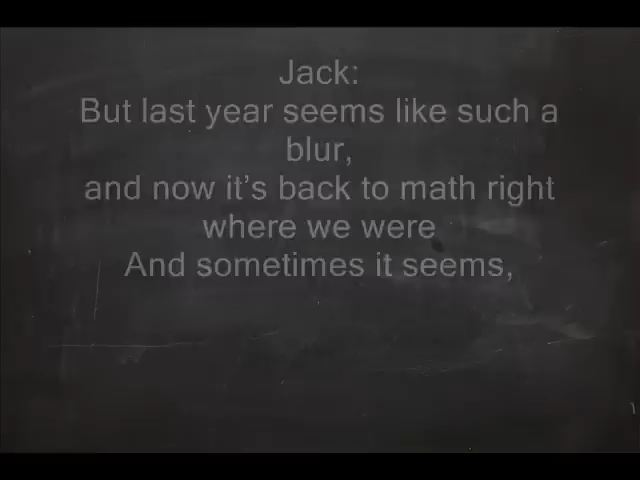 Jack:
But last year seems like such a
blur,
and now it’s back to math right
where we were
And sometimes it seems,